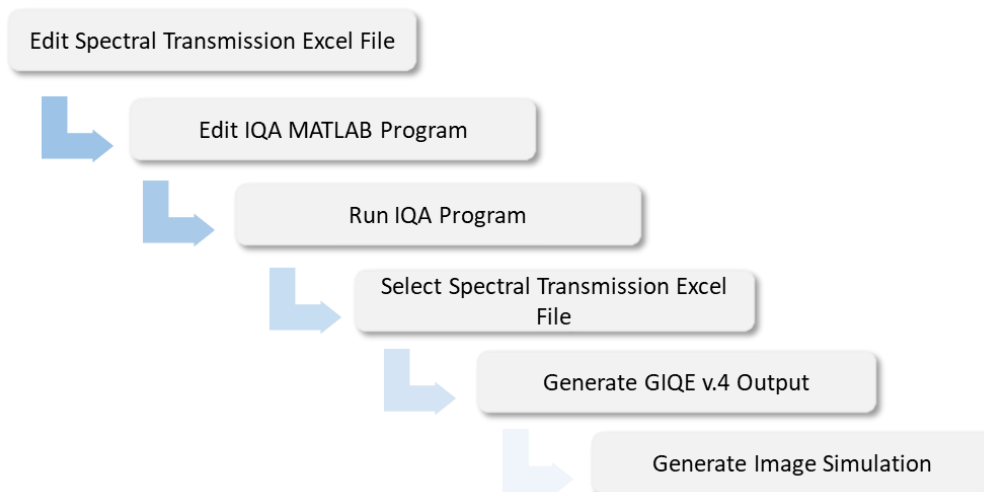 Edit Spectral Transmission Excel File
Edit IQA MATLAB Program
Run IQA Program
Select Spectral Transmission Excel
File
Generate GIQE v.4 Output
Generate Image Simulation